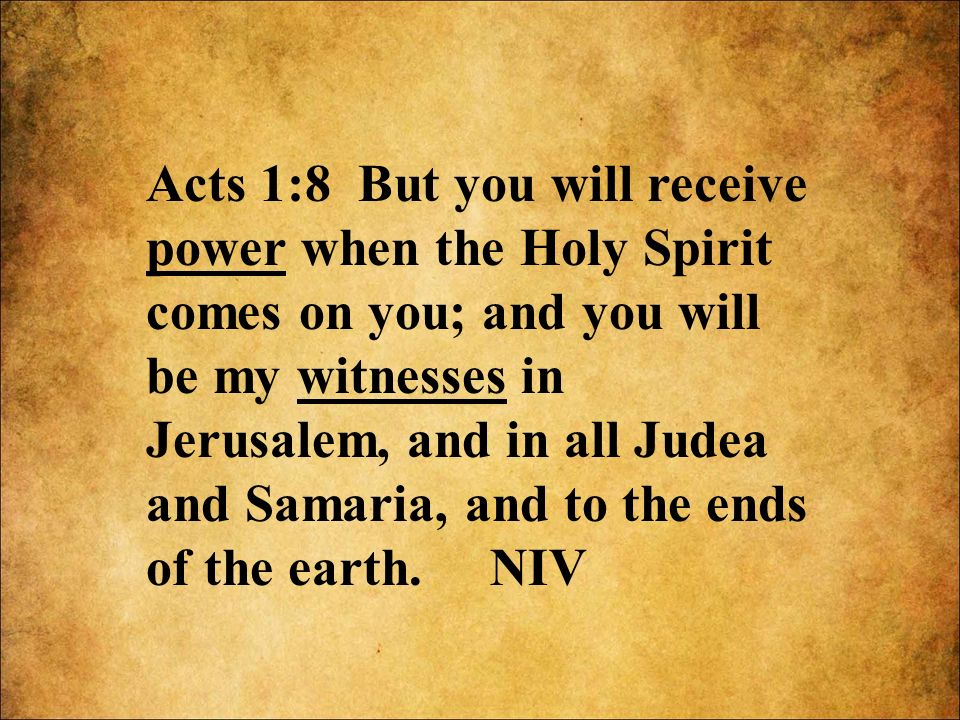 Acts 1:8  But you will receive
power when the Holy Spirit
comes on you; and you will
be my witnesses in
Jerusalem, and in all Judea
and Samaria, and to the ends
of the earth.    NIV